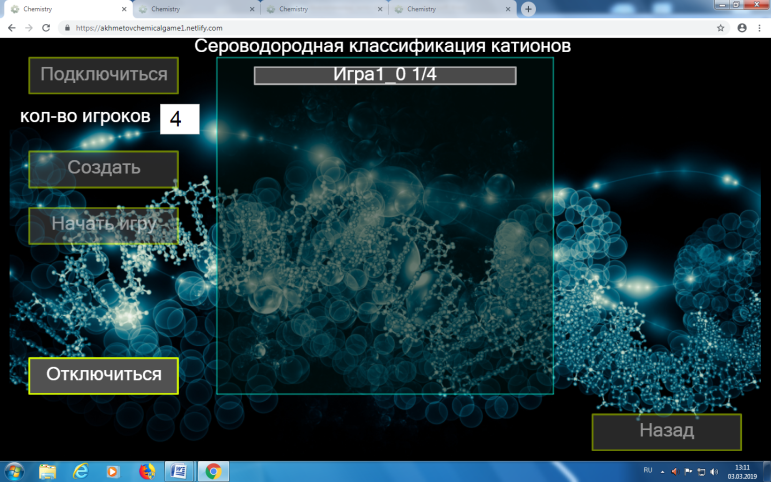 Chemistry
Chemistry
Chemistry
Chemistry
https://akhmetovchemicalgame1.netlify.com
Сероводородная классификация катионов
Подключиться
Игра1_0 1/4
кол-во игроков 4
Создать
Начать игру
Отключиться
Назад
RU
13:11
03.03.2019